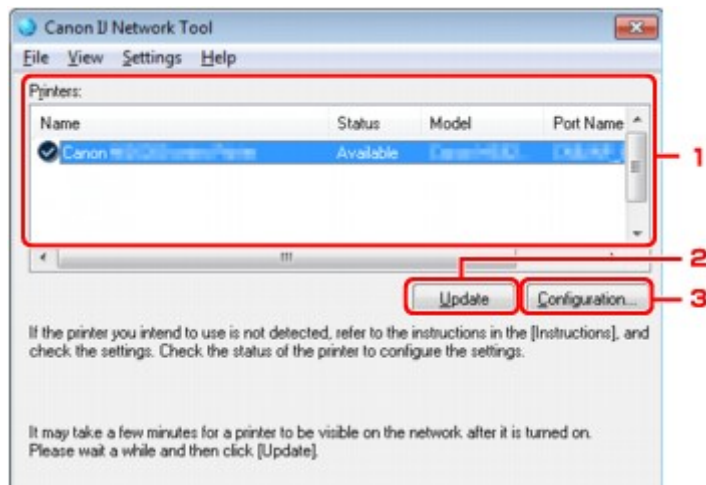 Canon IJ Network Tool
File View Settings Help
Printers:
Name Status Model Port Name
Canon Available
1
2
Update Configuration...
3
If the printer you intend to use is not detected, refer to the instructions in the [Instructions], and
check the settings. Check the status of the printer to configure the settings.
It may take a few minutes for a printer to be visible on the network after it is turned on.
Please wait a while and then click [Update].